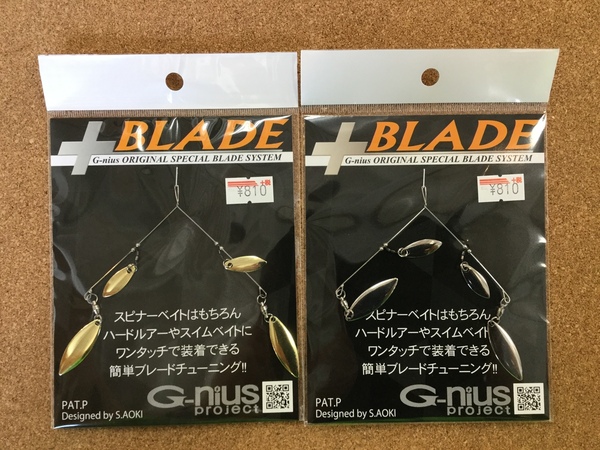 +BLADE
G-nius ORIGINAL SPECIAL BLADE SYSTEM
¥810
スピナーベイトはもちろん
ハードルアーやスイムベイトに
ワンタッチで装着できる
簡単ブレードチューニング!!
PAT.P
Designed by S.AOKI
G-nius
project
+BLADE
G-nius ORIGINAL SPECIAL BLADE SYSTEM
¥810
スピナーベイトはもちろん
ハードルアーやスイムベイトに
ワンタッチで装着できる
簡単ブレードチューニング!!
PAT.P
Designed by S.AOKI
G-nius
project